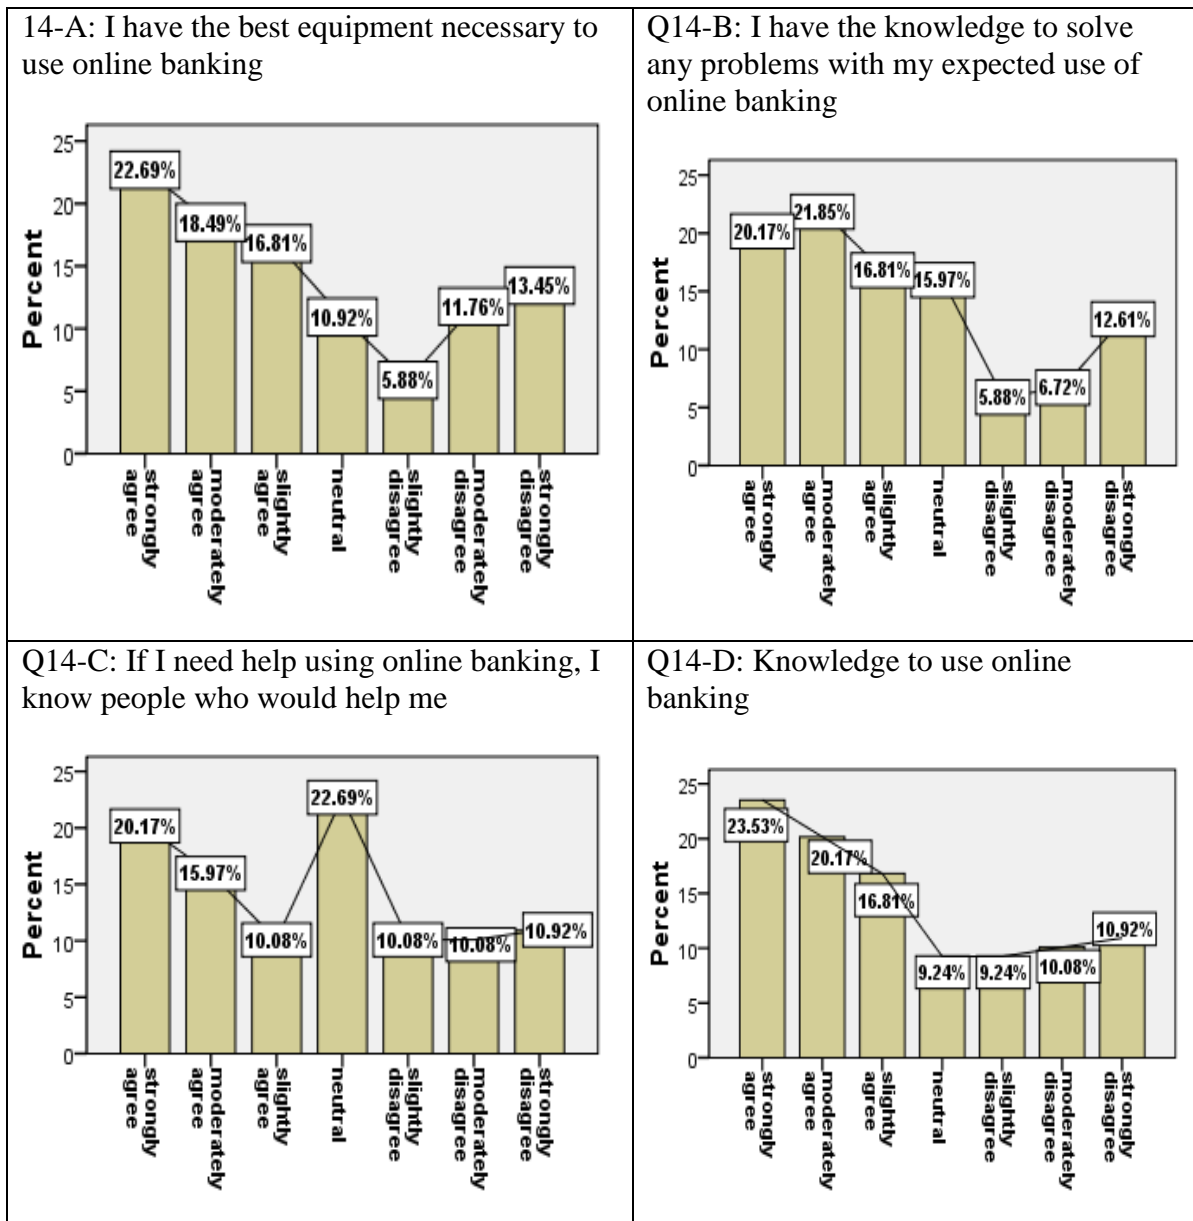 14-A: I have the best equipment necessary to
use online banking
25
20
15
10
5
0
Percent
22.69%
18.49%
16.81%
10.92%
5.88%
11.76%
13.45%
strongly
agree
moderately
agree
slightly
agree
neutral
slightly
disagree
moderately
disagree
strongly
disagree
Q14-B: I have the knowledge to solve
any problems with my expected use of
online banking
25
20
15
10
5
0
Percent
20.17%
21.85%
16.81%
15.97%
5.88%
6.72%
12.61%
strongly
agree
moderately
agree
slightly
agree
neutral
slightly
disagree
moderately
disagree
strongly
disagree
Q14-C: If I need help using online banking, I
know people who would help me
25
20
15
10
5
0
Percent
20.17%
15.97%
10.08%
22.69%
10.08%
10.08%
10.92%
strongly
agree
moderately
agree
slightly
agree
neutral
slightly
disagree
moderately
disagree
strongly
disagree
Q14-D: Knowledge to use online
banking
25
20
15
10
5
0
Percent
23.53%
20.17%
16.81%
9.24%
9.24%
10.08%
10.92%
strongly
agree
moderately
agree
slightly
agree
neutral
slightly
disagree
moderately
disagree
strongly
disagree